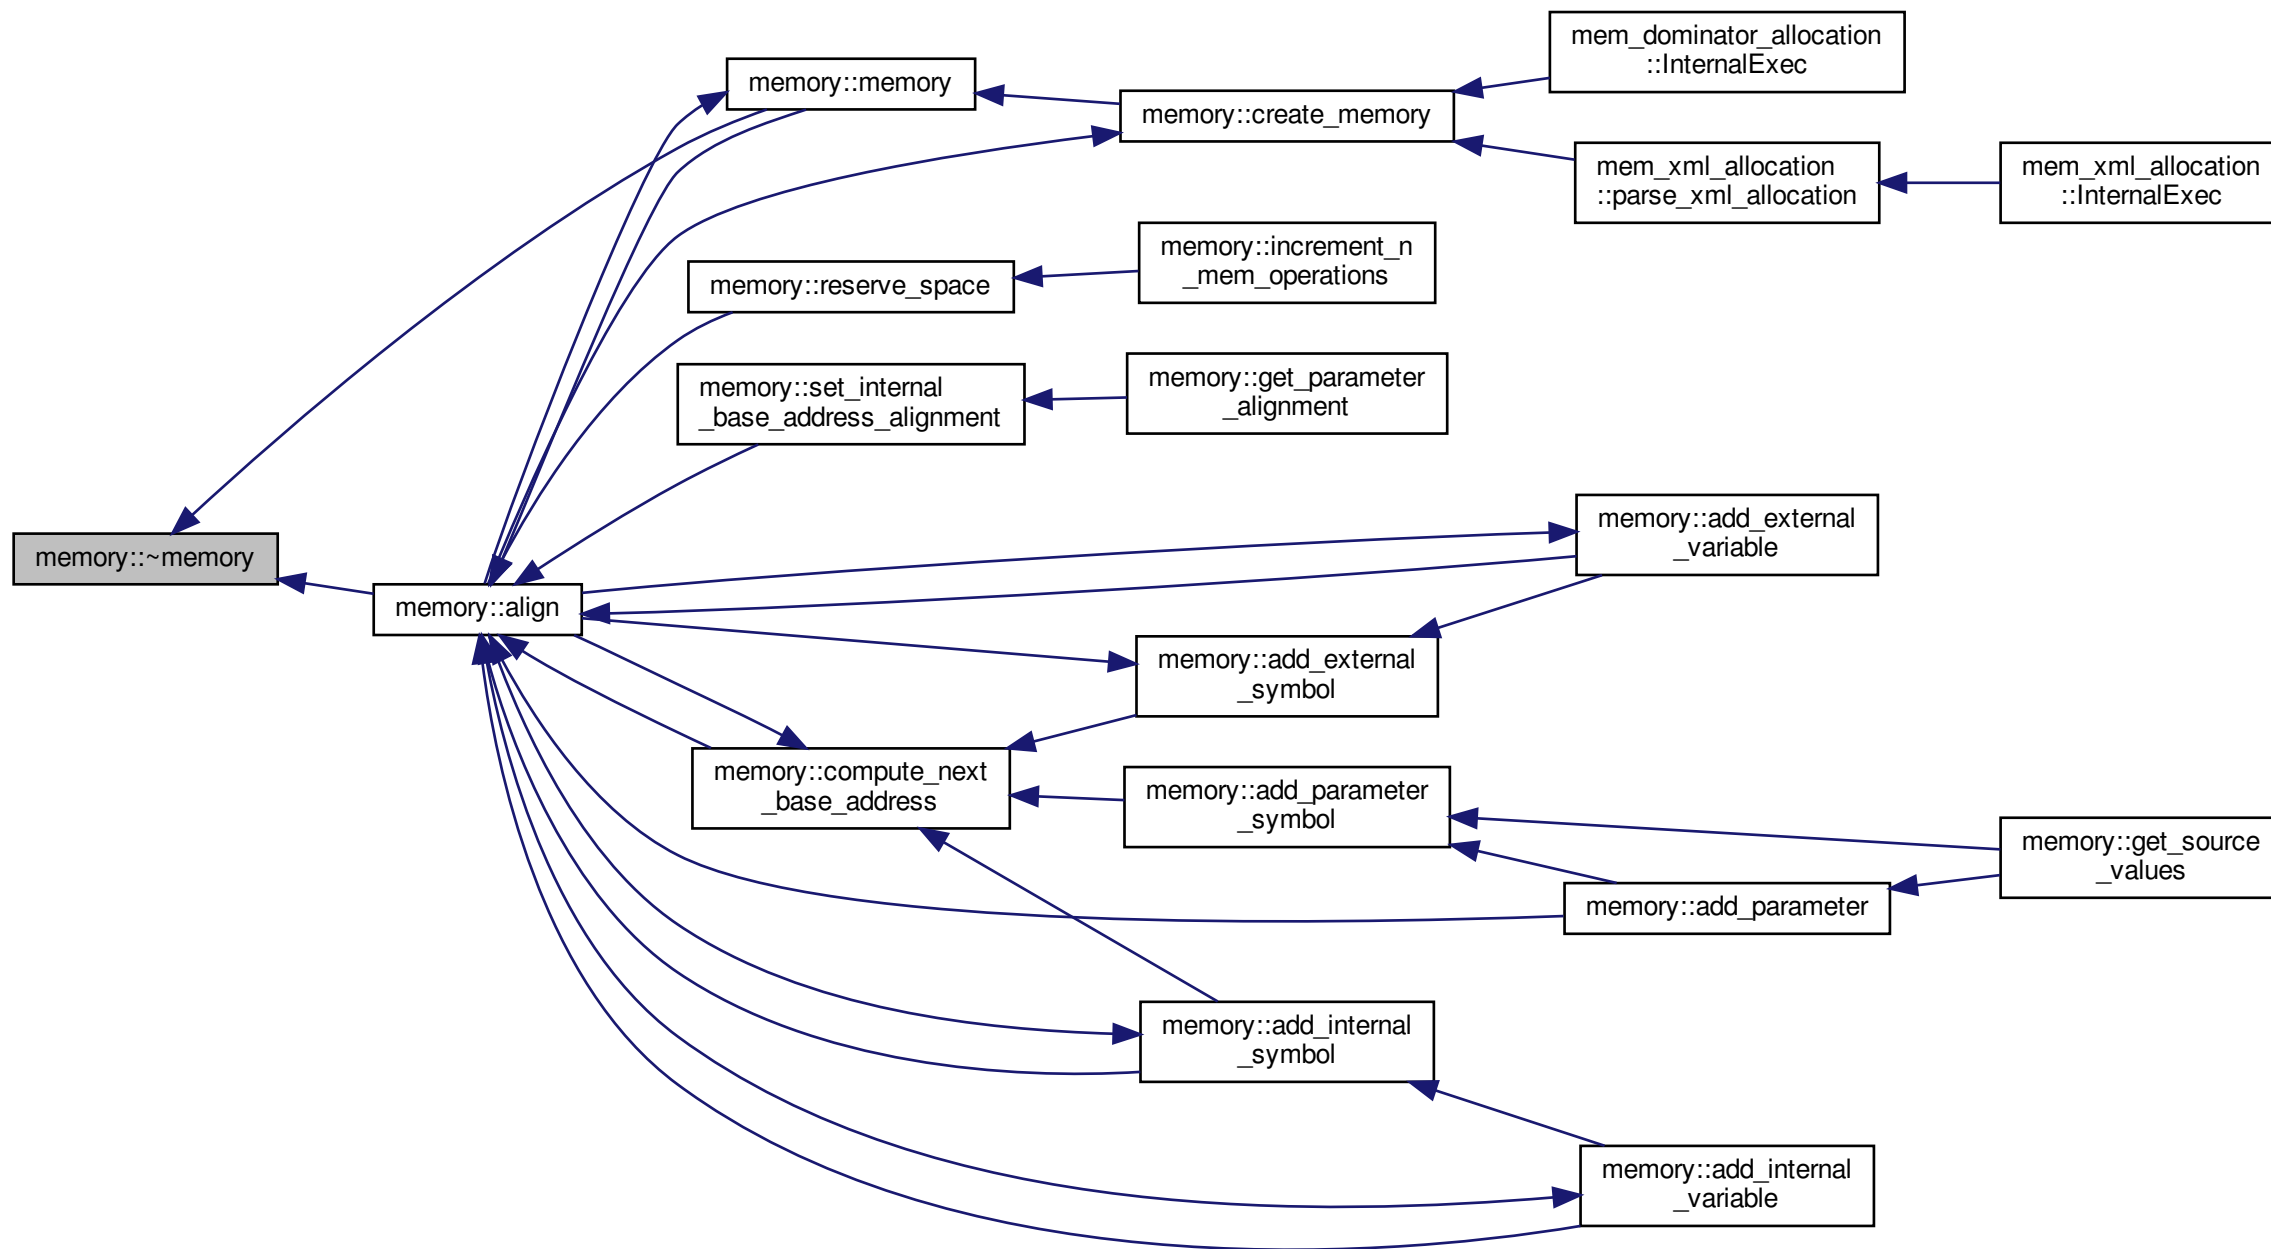 mem_dominator_allocation
::InternalExec
memory::memory
memory::create_memory
mem_xml_allocation
::parse_xml_allocation
mem_xml_allocation
::InternalExec
memory::increment_n
_mem_operations
memory::reserve_space
memory::get_parameter
_alignment
memory::set_internal
_base_address_alignment
memory::add_external
_variable
memory::~memory
memory::align
memory::add_external
_symbol
memory::compute_next
_base_address
memory::add_parameter
_symbol
memory::get_source
_values
memory::add_parameter
memory::add_internal
_symbol
memory::add_internal
_variable